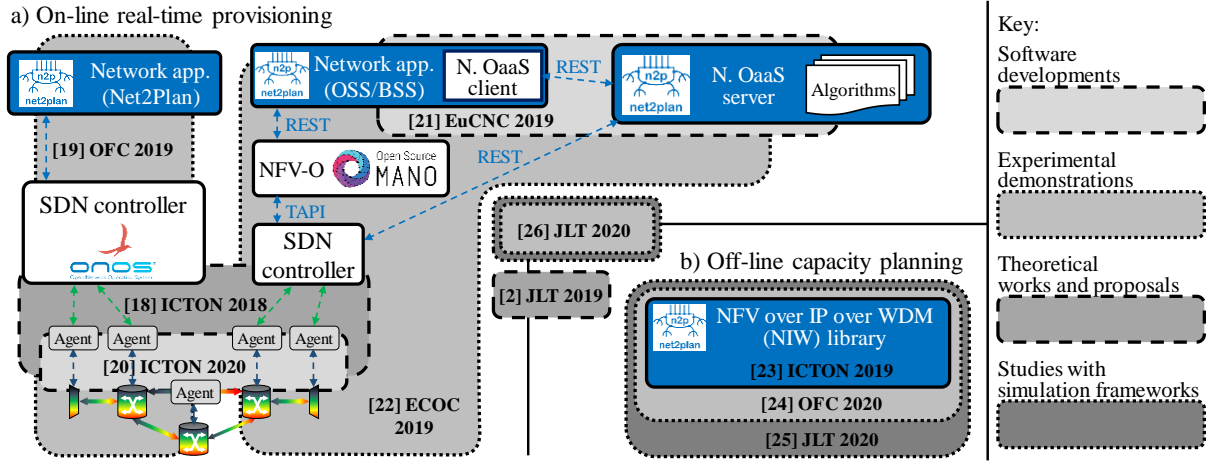 a) On-line real-time provisioning
n2p
net2plan
Network app.
(Net2Plan)
n2p
net2plan
Network app.
(OSS/BSS)
N. OaaS
client
REST
n2p
net2plan
N. OaaS
server
Algorithms
[21] EuCNC 2019
REST
[19] OFC 2019
NFV-O
Open Source
MANO
REST
TAPI
SDN controller
onos
SDN
controller
[18] ICTON 2018
Agent
Agent
Agent
Agent
[20] ICTON 2020
Agent
[22] ECOC
2019
[26] JLT 2020
[2] JLT 2019
b) Off-line capacity planning
n2p
net2plan
NFV over IP over WDM
(NIW) library
[23] ICTON 2019
[24] OFC 2020
[25] JLT 2020
Key:
Software
developments
Experimental
demonstrations
Theoretical
works and proposals
Studies with
simulation frameworks